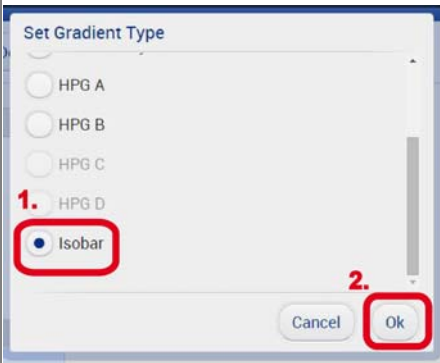 Set Gradient Type
HPG A
HPG B
HPG C
1.
HPG D
Isobar
2.
Cancel
Ok